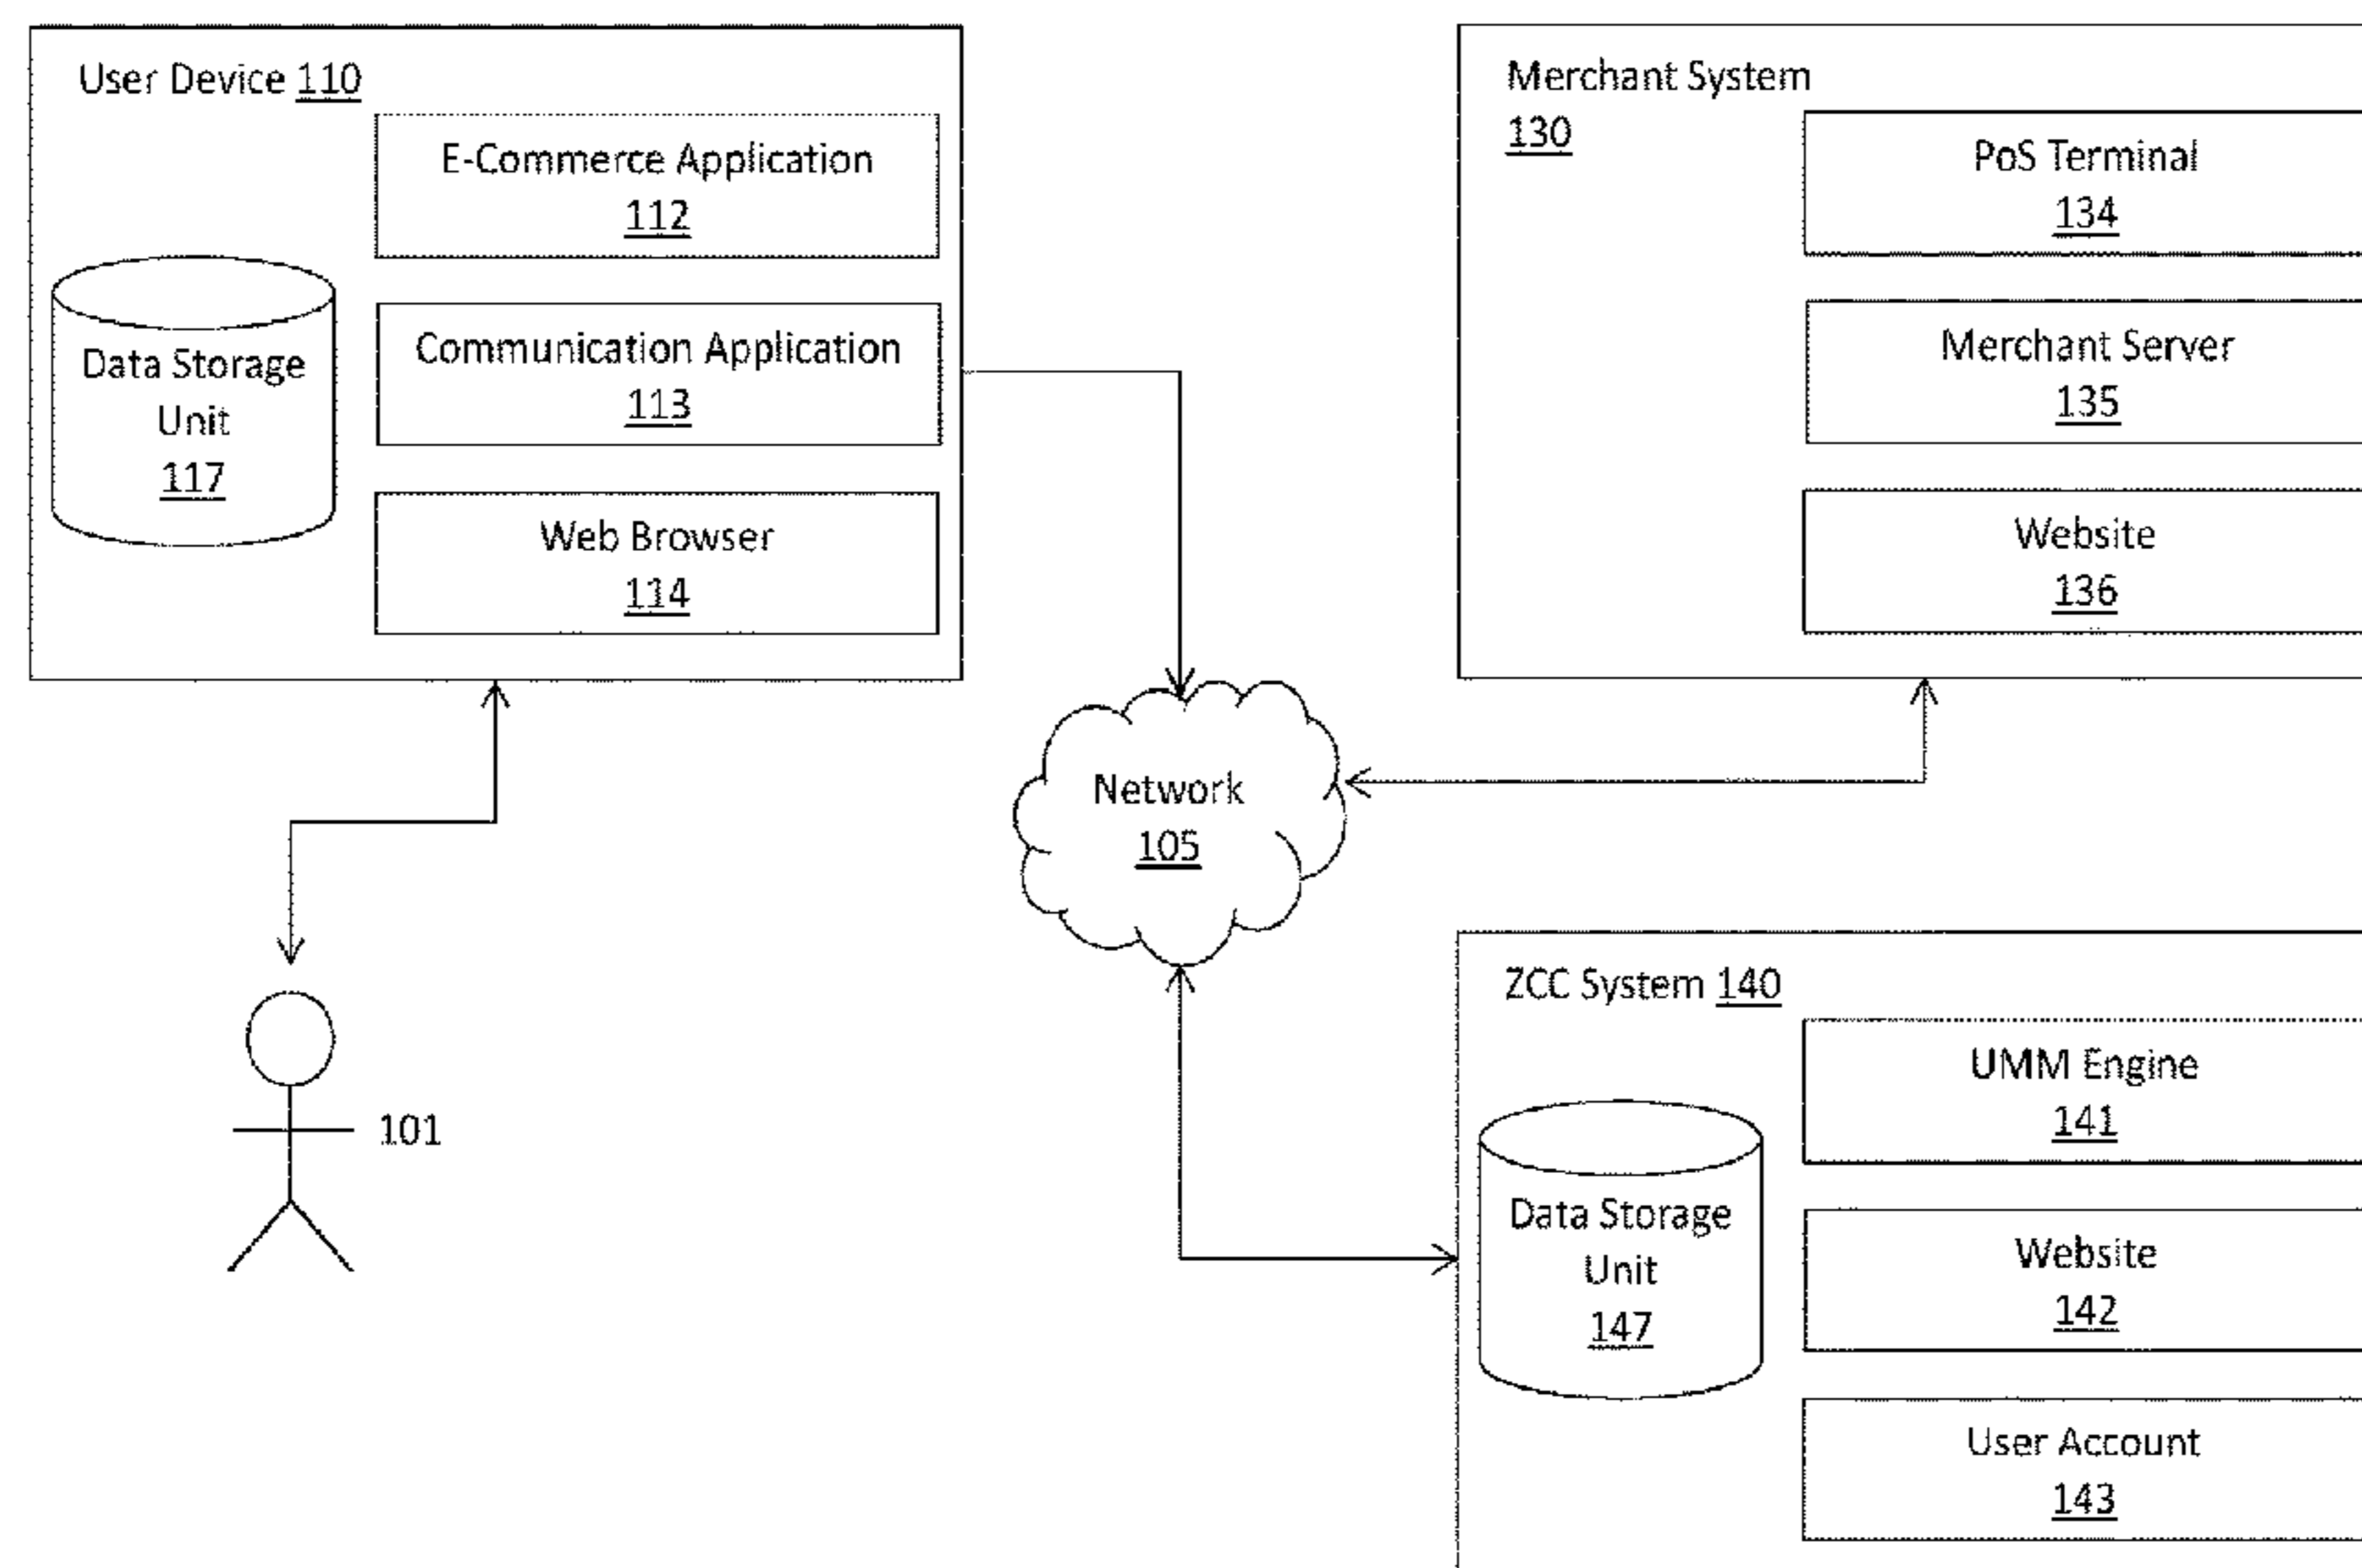 User Device 110
E-Commerce Application
112
Data Storage
Unit
117
Communication Application
113
Web Browser
114
Merchant System
130
PoS Terminal
134
Merchant Server
135
Website
136
Network
105
101
ZCC System 140
UMM Engine
141
Data Storage
Unit
147
Website
142
User Account
143